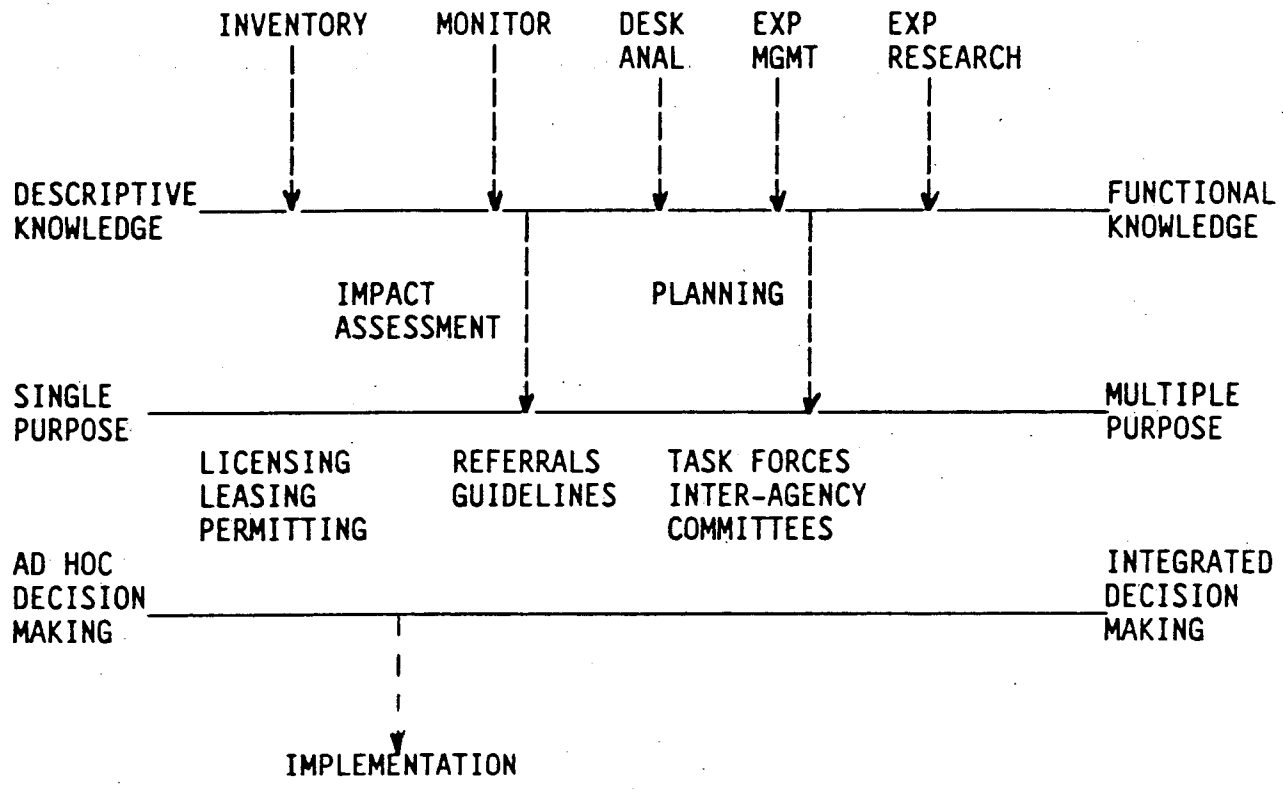 INVENTORY
MONITOR
DESK
ANAL
EXP
MGMT
EXP
RESEARCH
DESCRIPTIVE
KNOWLEDGE
FUNCTIONAL
KNOWLEDGE
IMPACT
ASSESSMENT
PLANNING
SINGLE
PURPOSE
MULTIPLE
PURPOSE
LICENSING
LEASING
PERMITTING
REFERRALS
GUIDELINES
TASK FORCES
INTER-AGENCY
COMMITTEES
AD HOC
DECISION
MAKING
INTEGRATED
DECISION
MAKING
IMPLEMENTATION